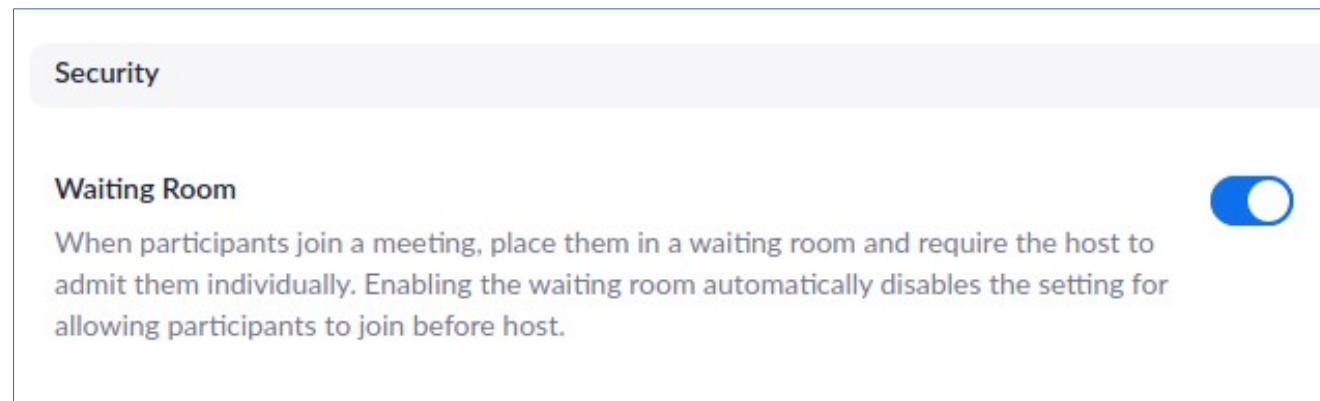 Security
Waiting Room
When participants join a meeting, place them in a waiting room and require the host to
admit them individually. Enabling the waiting room automatically disables the setting for
allowing participants to join before host.